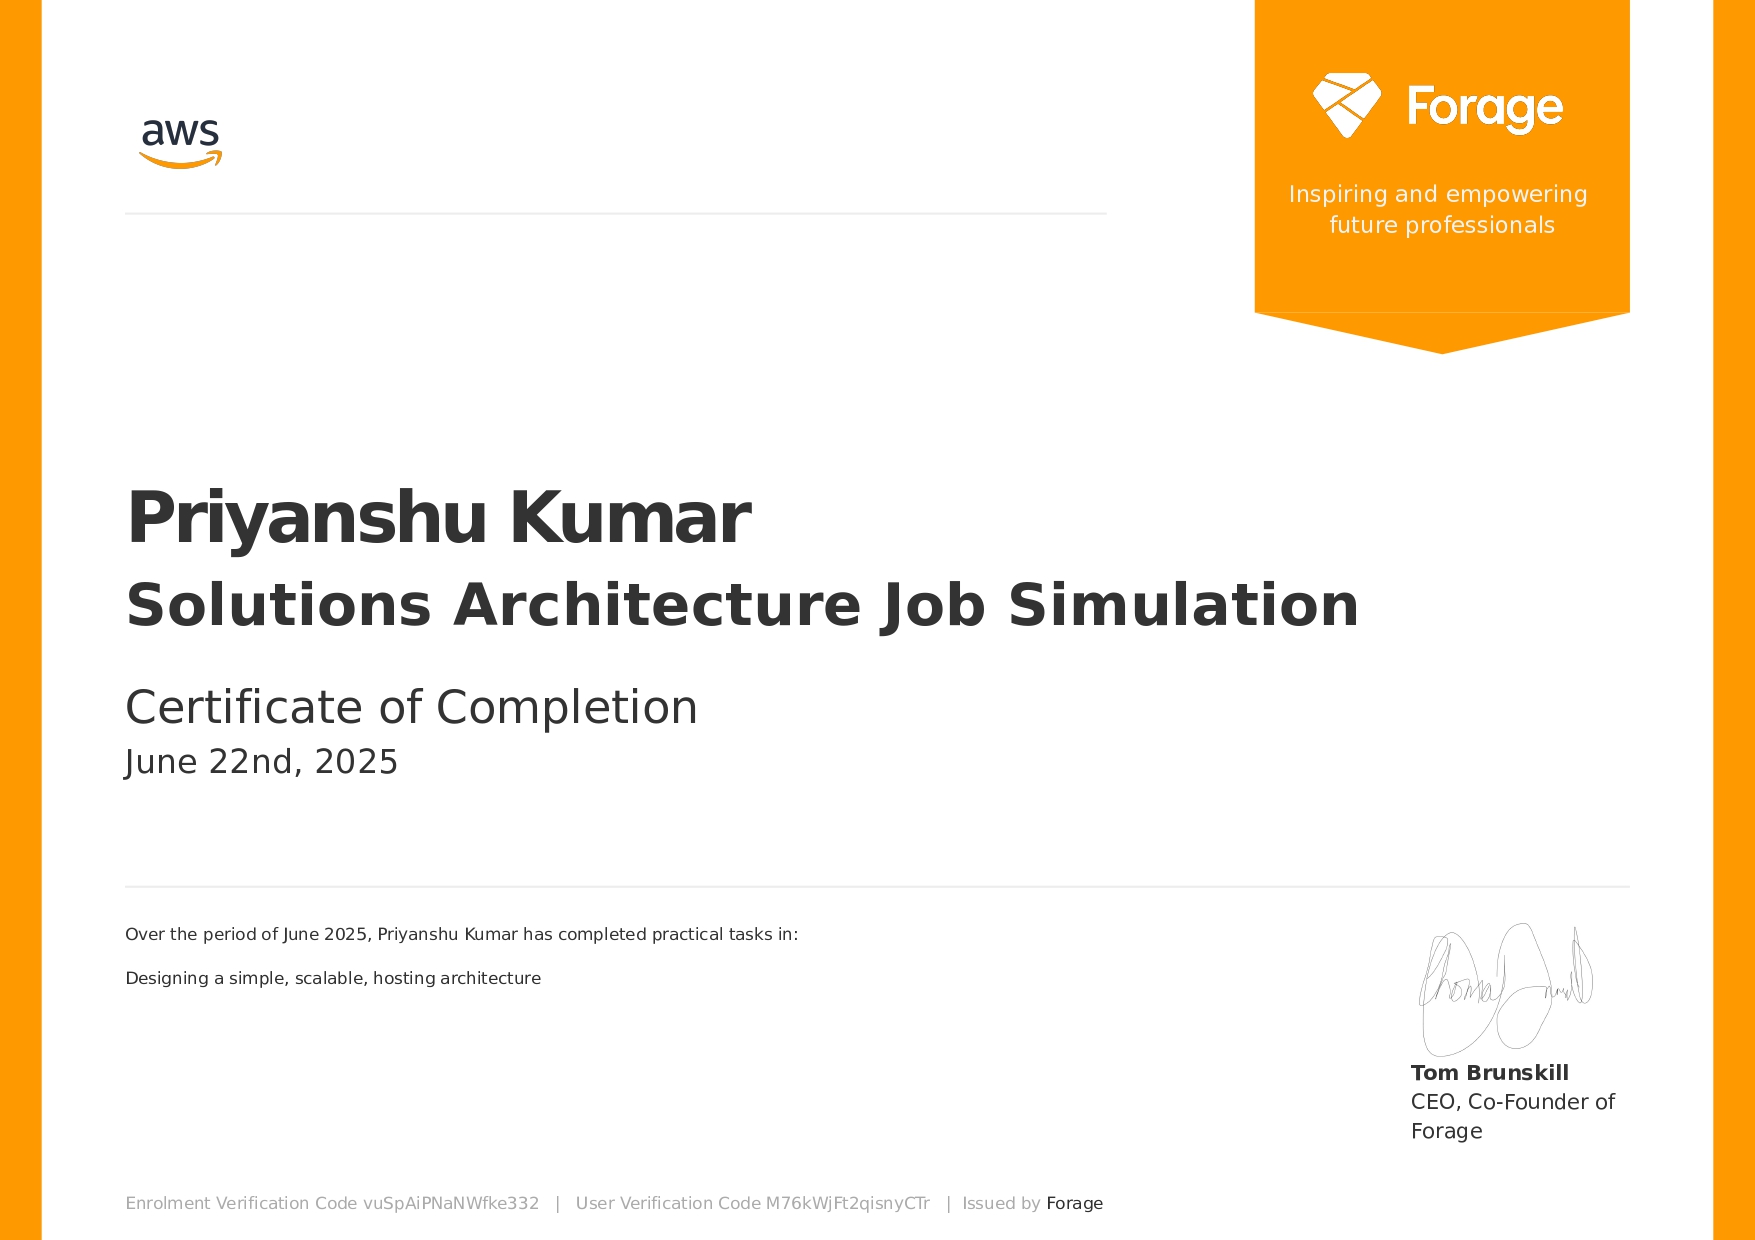 aws
Forage
Inspiring and empowering
future professionals
Priyanshu Kumar
Solutions Architecture Job Simulation
Certificate of Completion
June 22nd, 2025
Over the period of June 2025, Priyanshu Kumar has completed practical tasks in:
Designing a simple, scalable, hosting architecture
Tom Brunskill
CEO, Co-Founder of
Forage
Enrolment Verification Code vuSpAiPNaNWfke332 | User Verification Code M76kWjFt2qisnyCTr | Issued by Forage